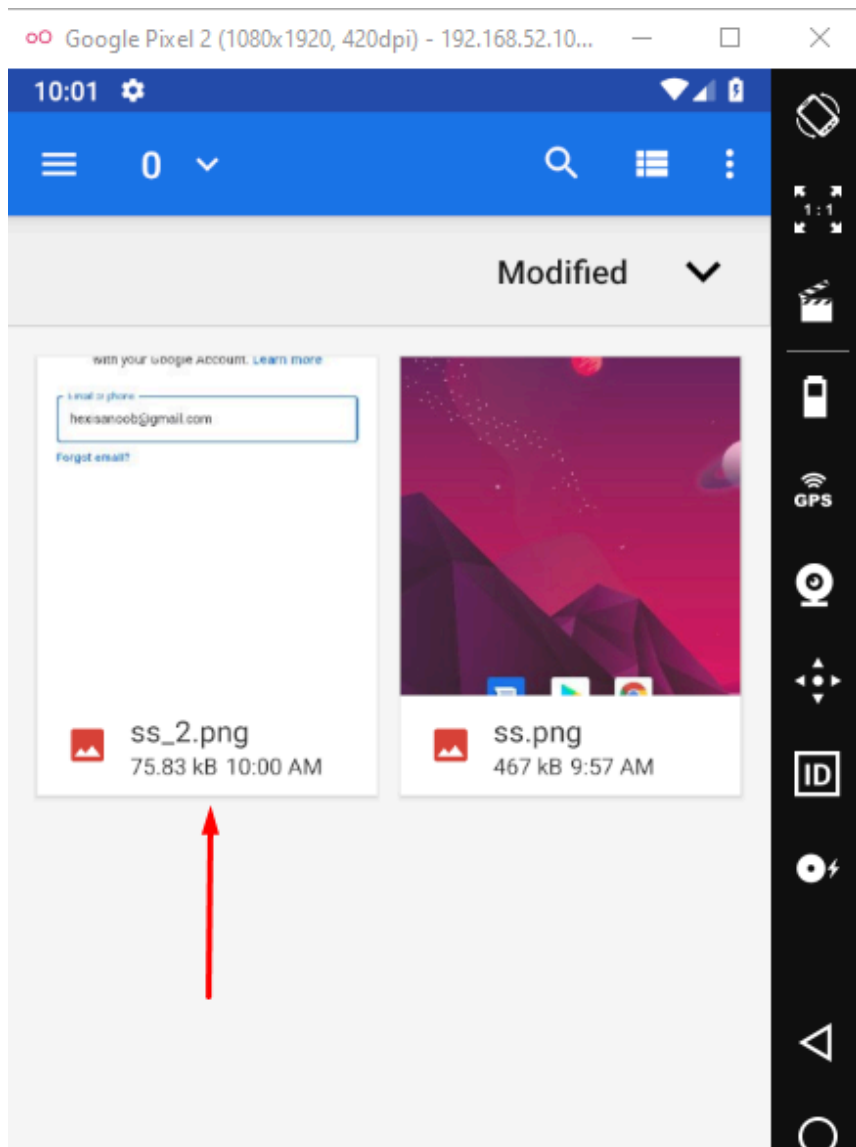 Google Pixel 2 (1080x1920, 420dpi) - 192.168.52.10...
10:01
0
1:1
Modified
with your Google Account. Learn more
Email or phone
hexisanoob@gmail.com
Forgot email?
GPS
ss_2.png
75.83 kB 10:00 AM
ss.png
467 kB 9:57 AM
ID